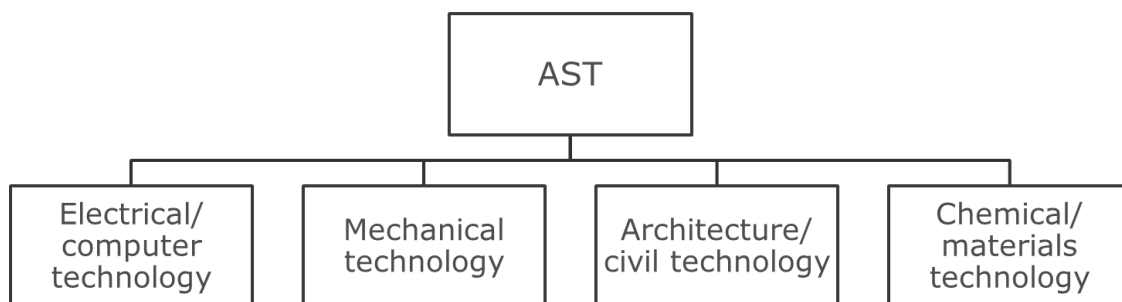 AST
Electrical/
computer
technology
Mechanical
technology
Architecture/
civil technology
Chemical/
materials
technology